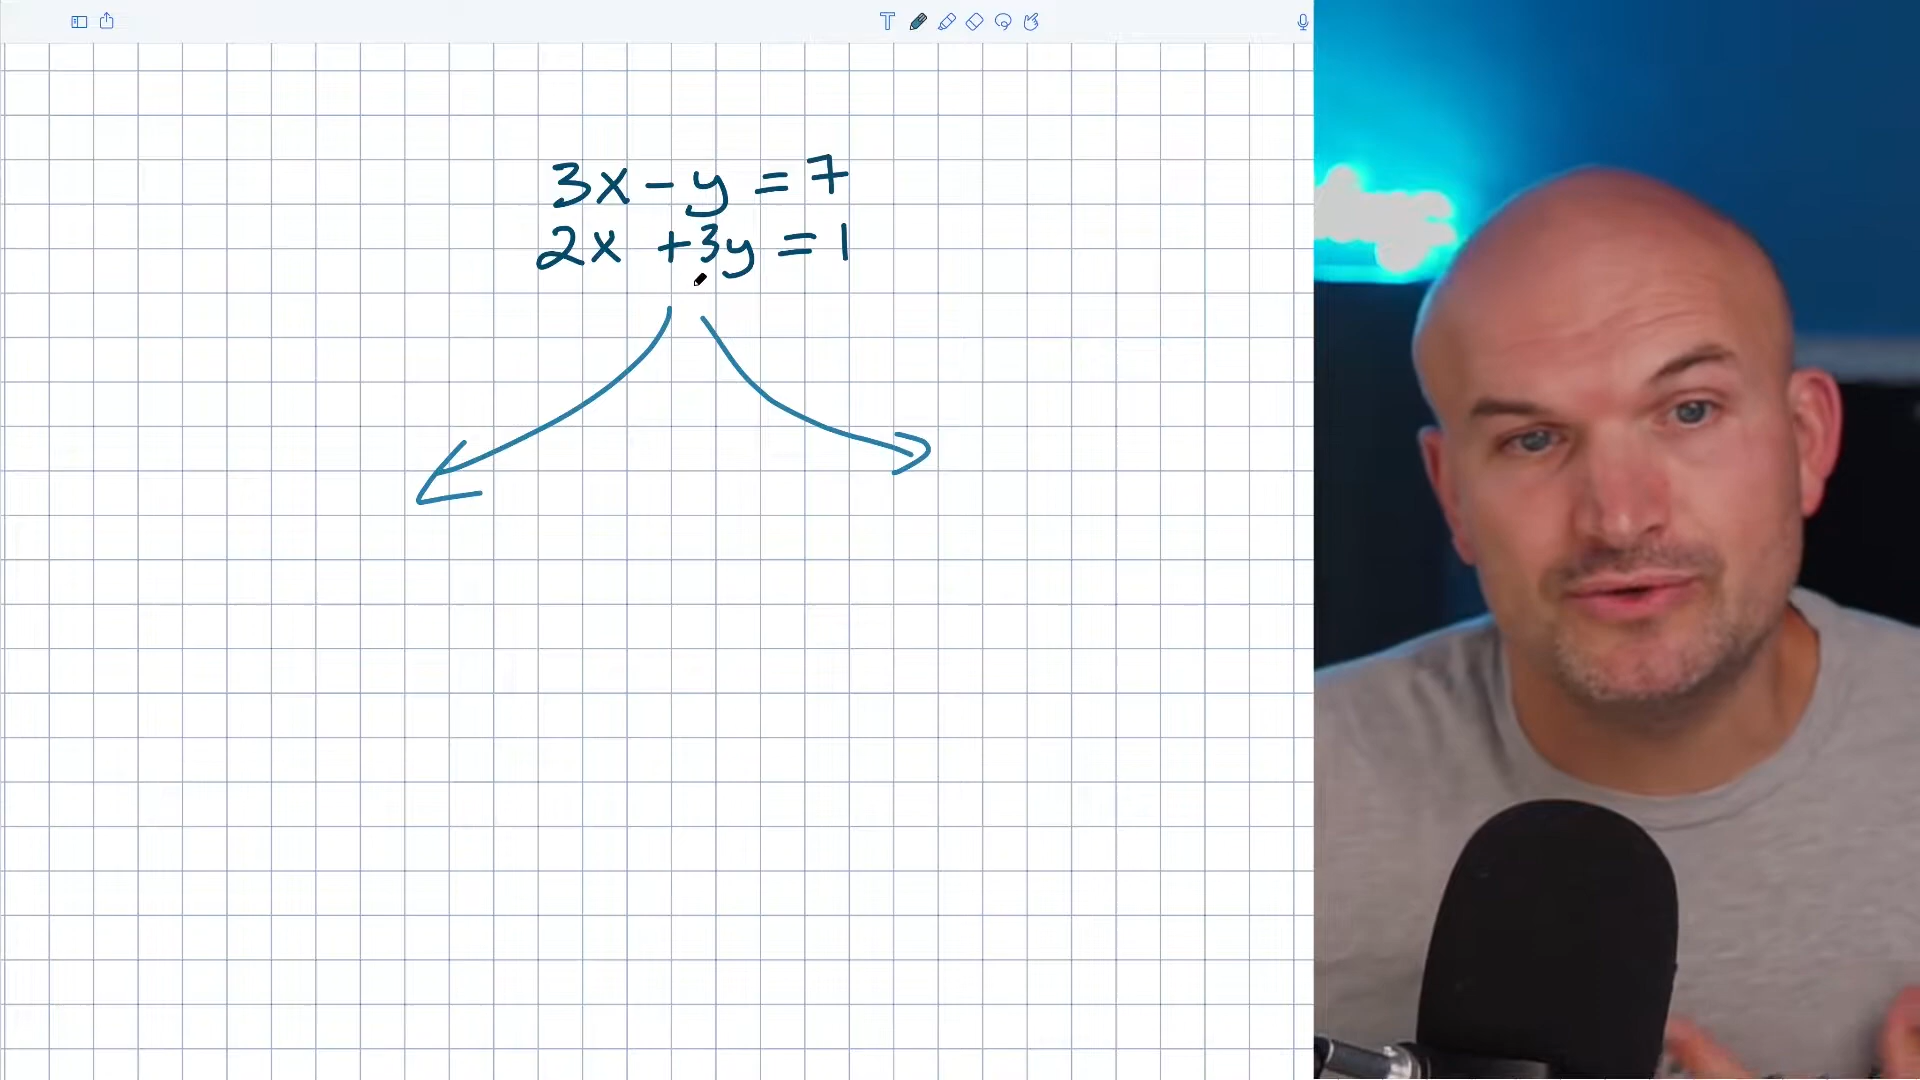 3x - y = 7
2x + 3y = 1